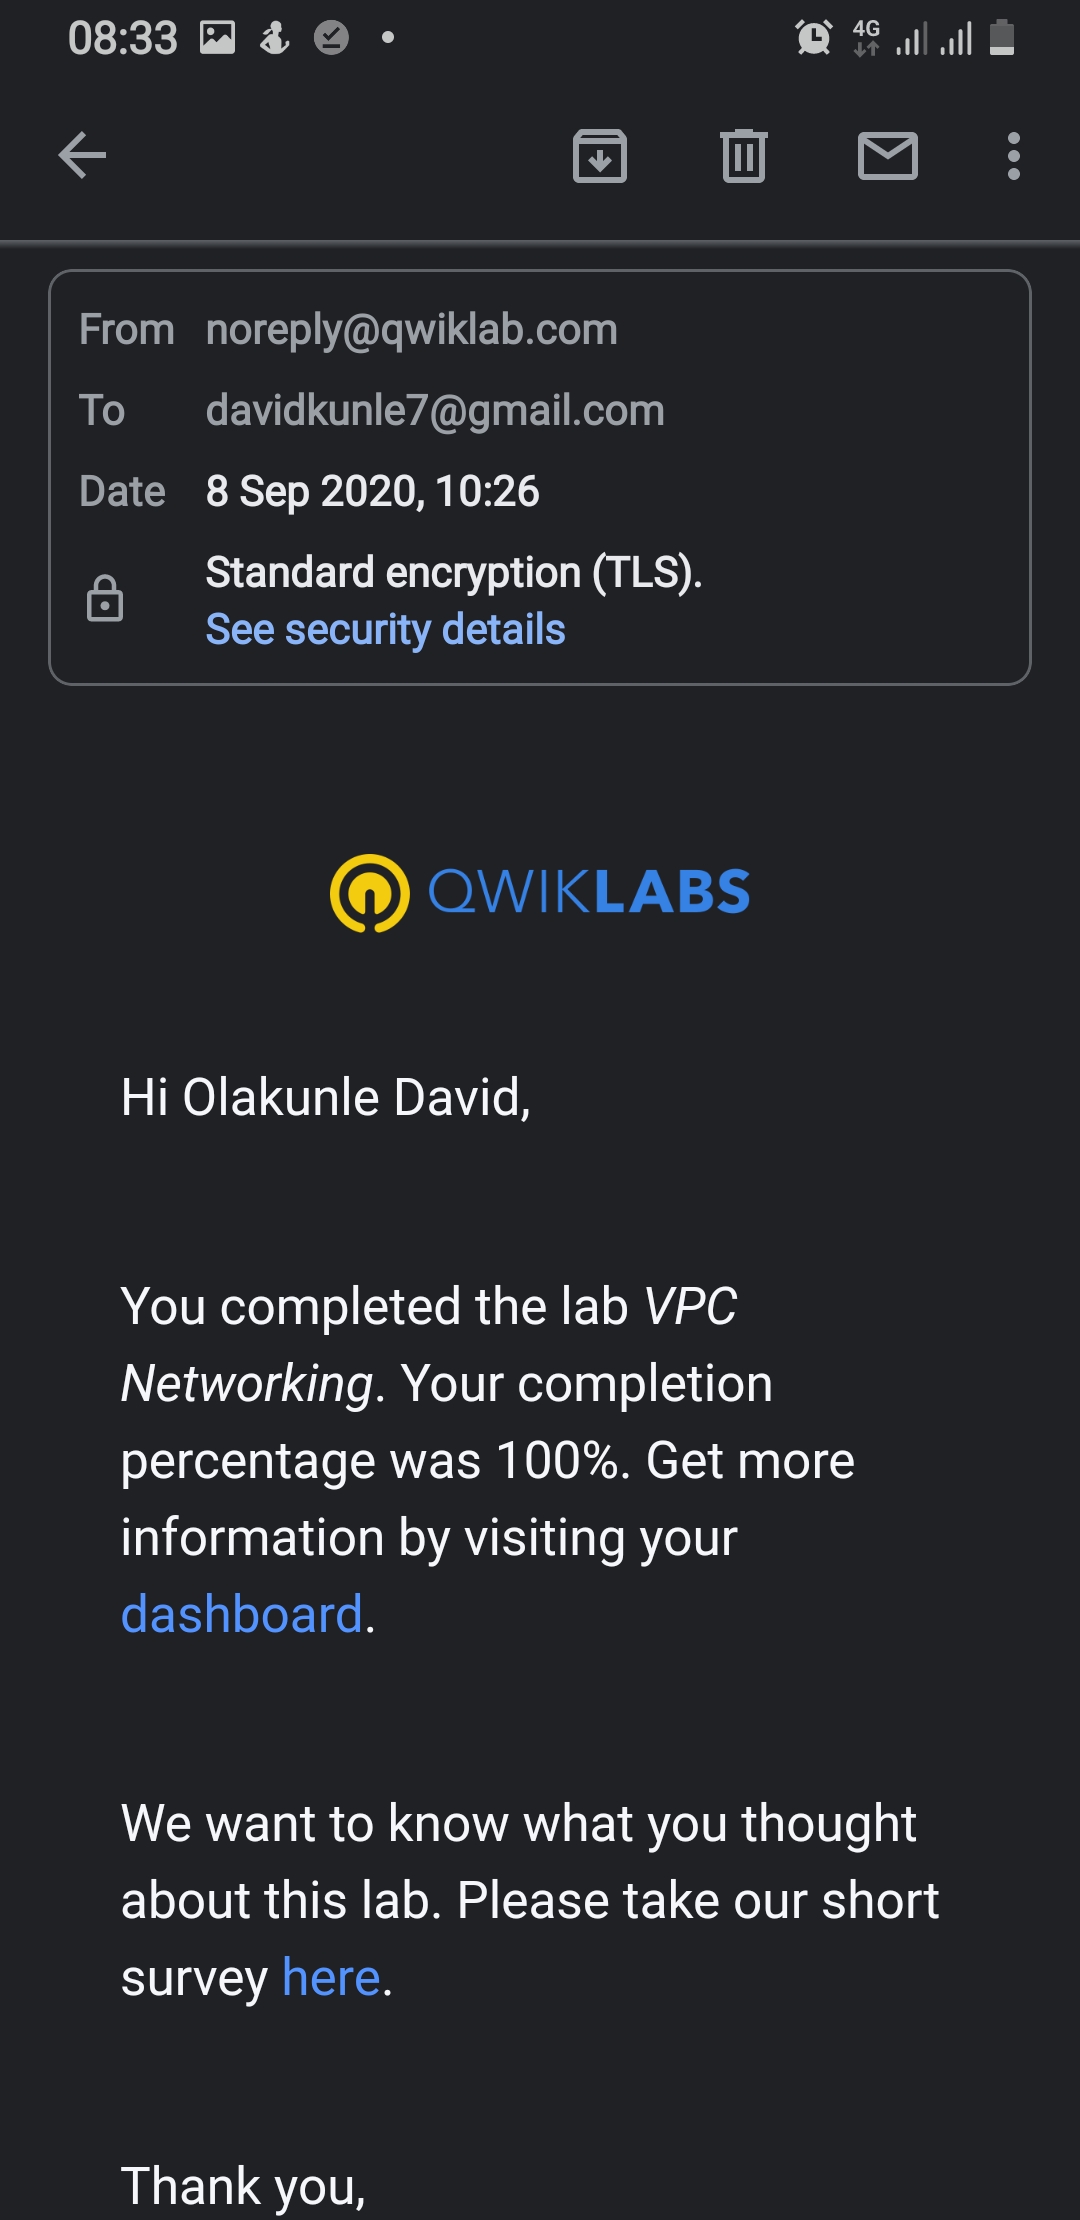 08:33
4G
From noreply@qwiklab.com
To davidkunle7@gmail.com
Date 8 Sep 2020, 10:26
Standard encryption (TLS).
See security details
QWIKLABS
Hi Olakunle David,
You completed the lab VPC
Networking. Your completion
percentage was 100%. Get more
information by visiting your
dashboard.
We want to know what you thought
about this lab. Please take our short
survey here.
Thank you,